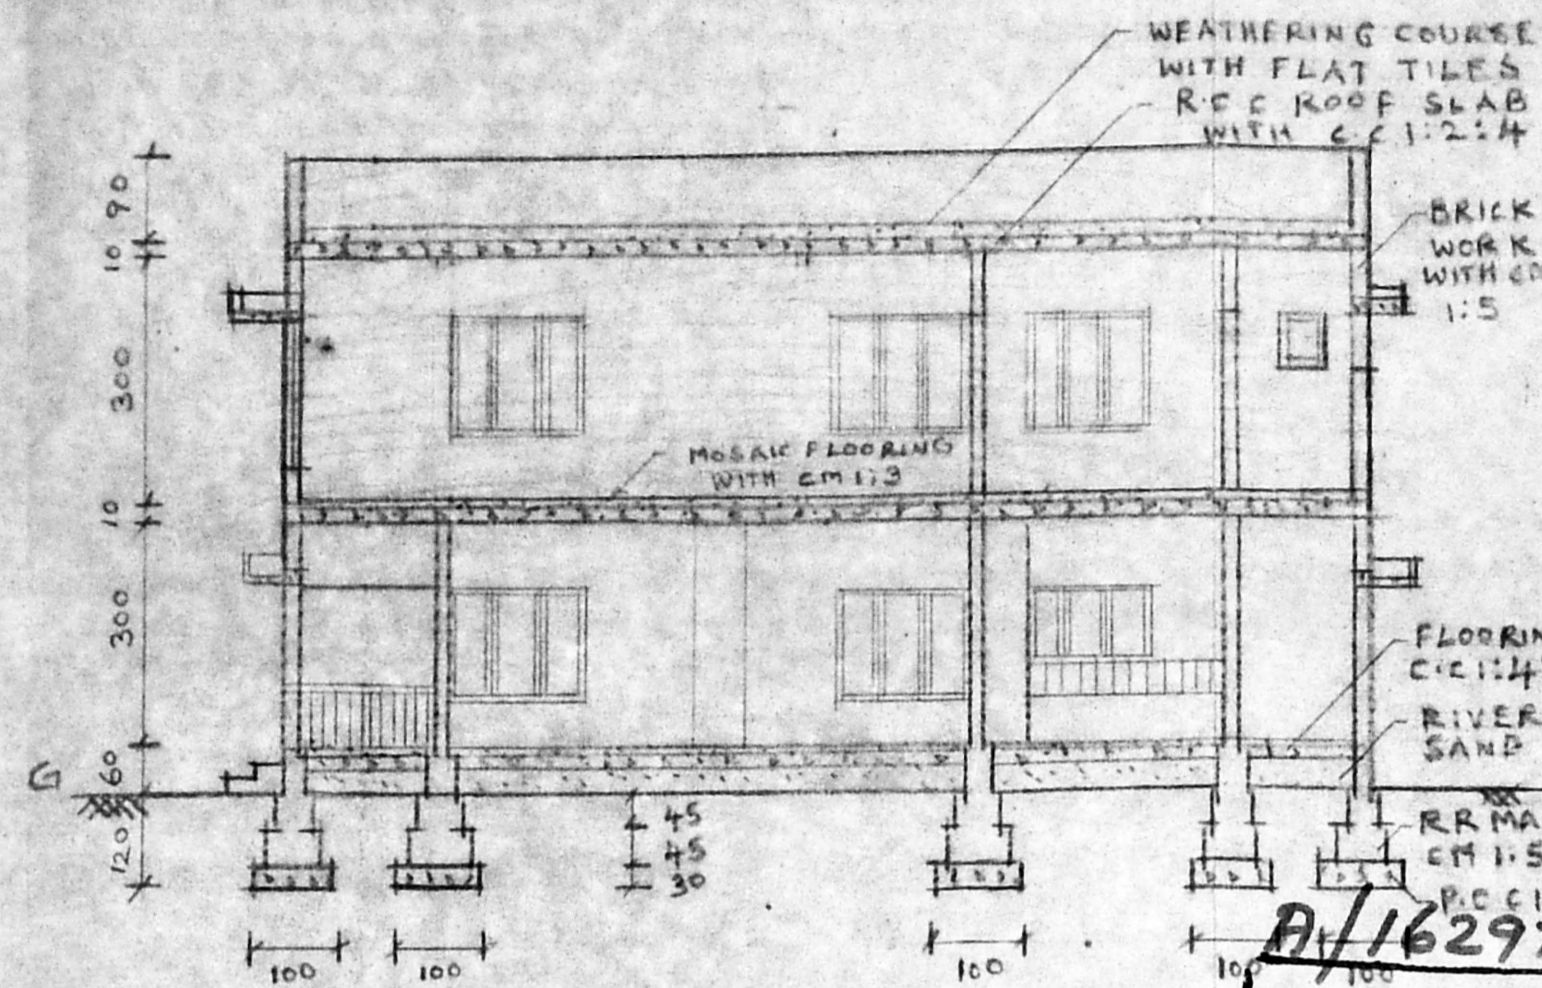 WEATHERING COURSE
WITH FLAT TILES
R.C.C ROOF SLAB
WITH C.C 1:2:4
BRICK
WORK
WITH
1:5
90
10
300
MOSAIC FLOORING
WITH CM 1:3
10
300
FLOORIN
C.C 1:4
RIVER
SAND
G
60
120
45
45
30
RR MA
CM 1:5
P.C.C 1
100
100
100
100
100
A/1629